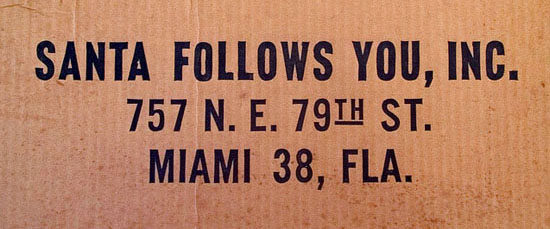 SANTA FOLLOWS YOU, INC.
757 N. E. 79TH ST.
MIAMI 38, FLA.